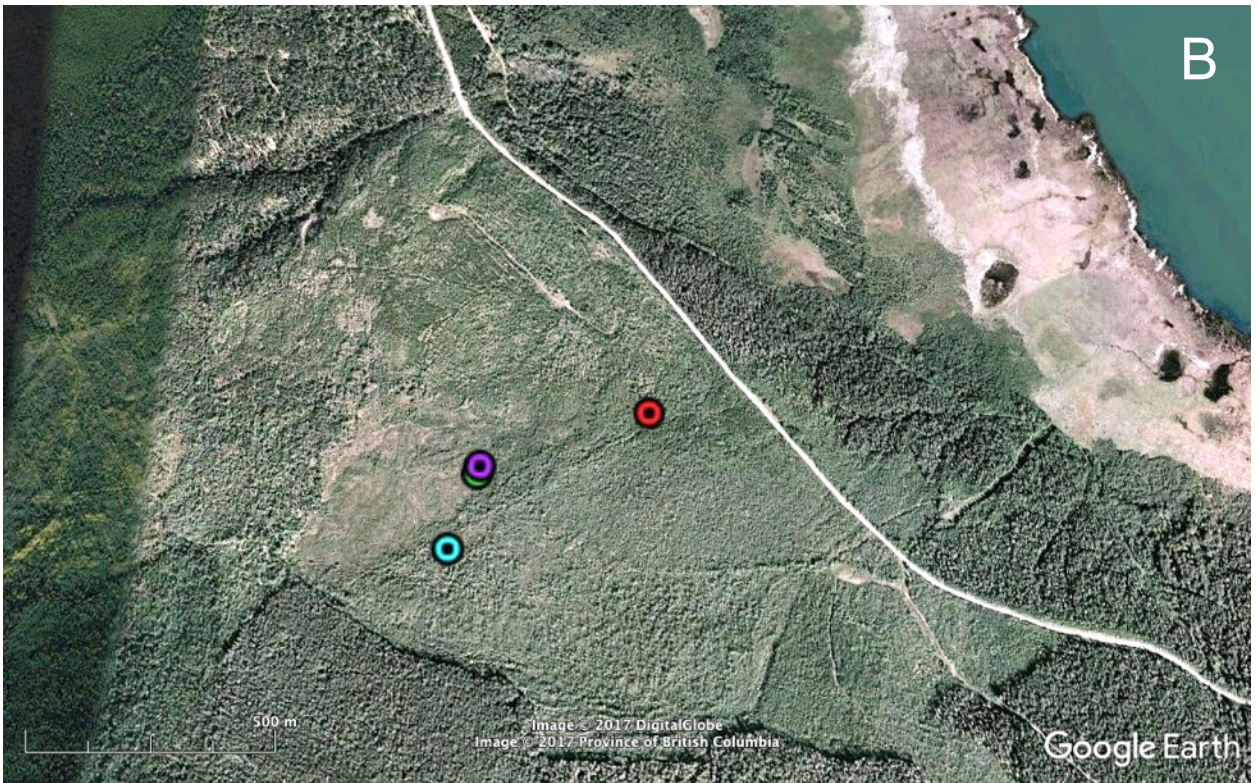 B
500 m
Image © 2017 DigitalGlobe
Image © 2017 Province of British Columbia
Google Earth